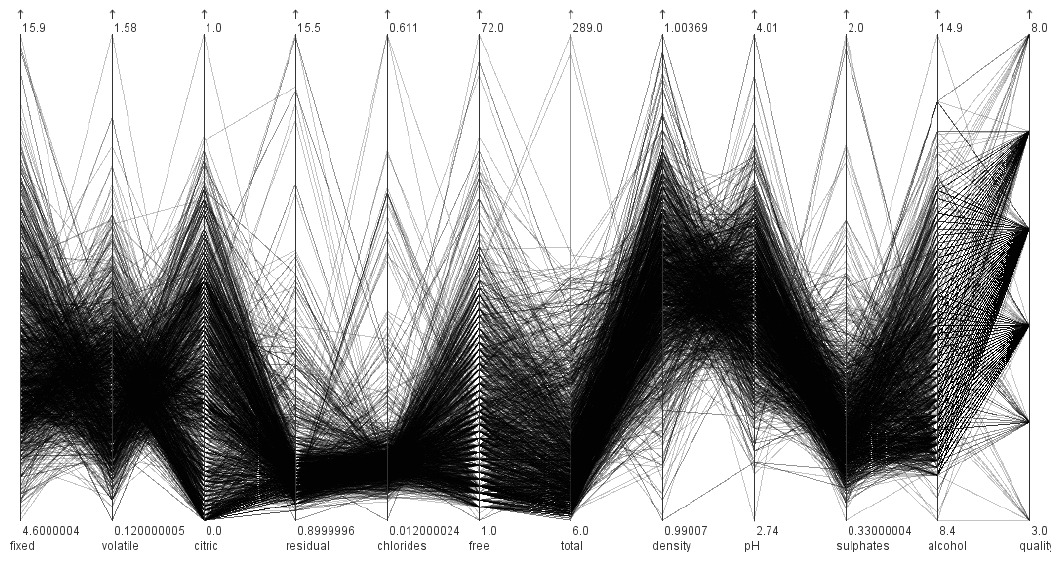 ↑ ↑ ↑ ↑ ↑ ↑ ↑ ↑ ↑ ↑ ↑ ↑
15.9 1.58 1.0 15.5 0.611 72.0 289.0 1.00369 4.01 2.0 14.9 8.0
4.6000004 0.120000005 0.0 0.8999996 0.012000024 1.0 6.0 0.99007 2.74 0.33000004 8.4 3.0
fixed volatile citric residual chlorides free total density pH sulphates alcohol quality